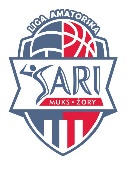 LIGA AMATORSKA
SARI
MUKS • ŻORY